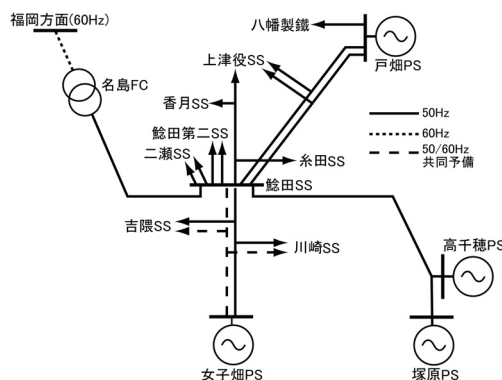 福岡方面(60Hz)
八幡製鐵
戸畑PS
上津役SS
名島FC
香月SS
50Hz
60Hz
50/60Hz
共同予備
鯰田第二SS
二瀬SS
糸田SS
鯰田SS
吉隈SS
川崎SS
高千穂PS
女子畑PS
塚原PS